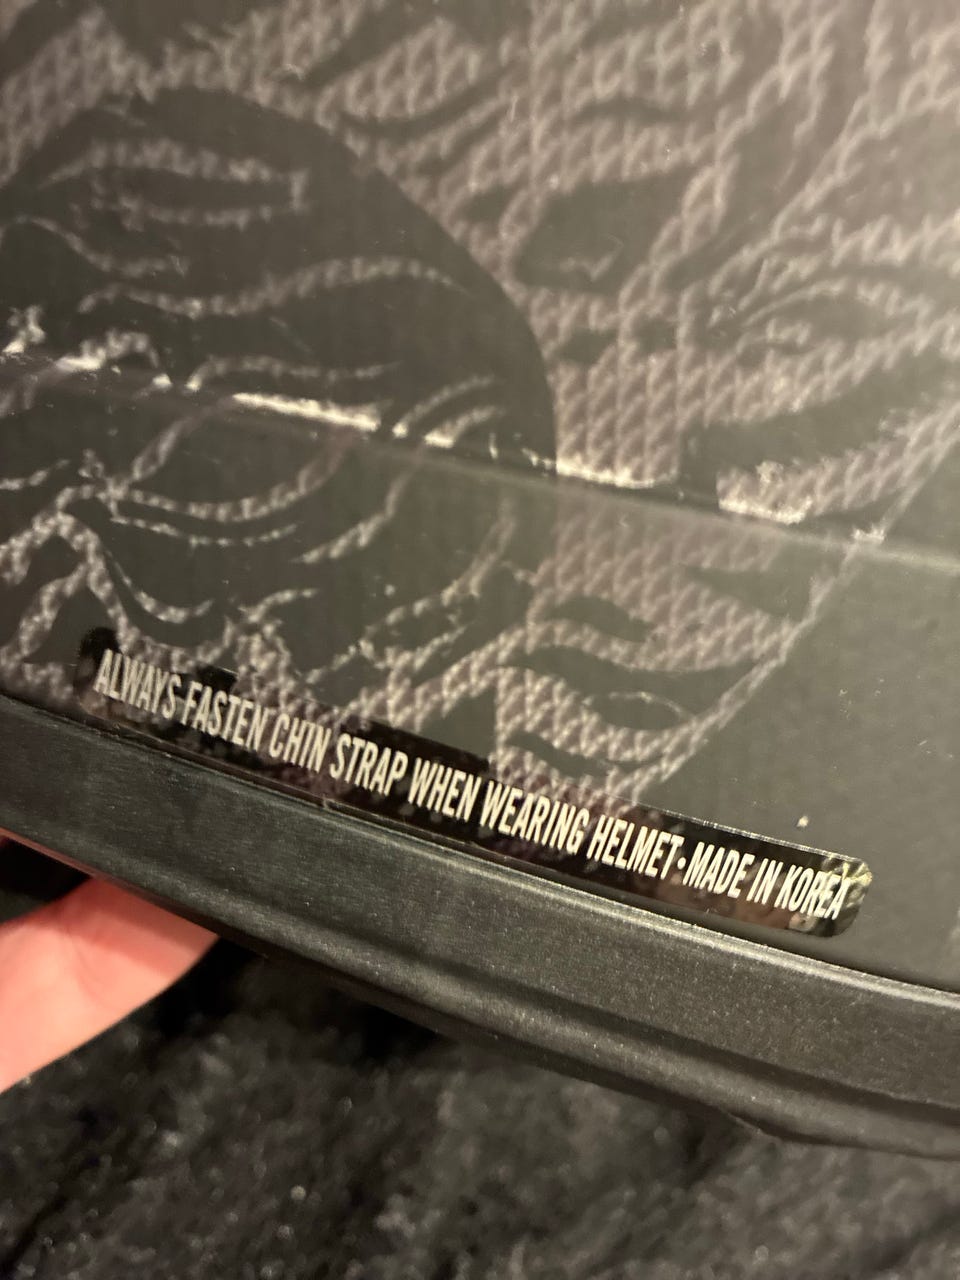 ALWAYS FASTEN CHIN STRAP WHEN WEARING HELMET • MADE IN KOREA